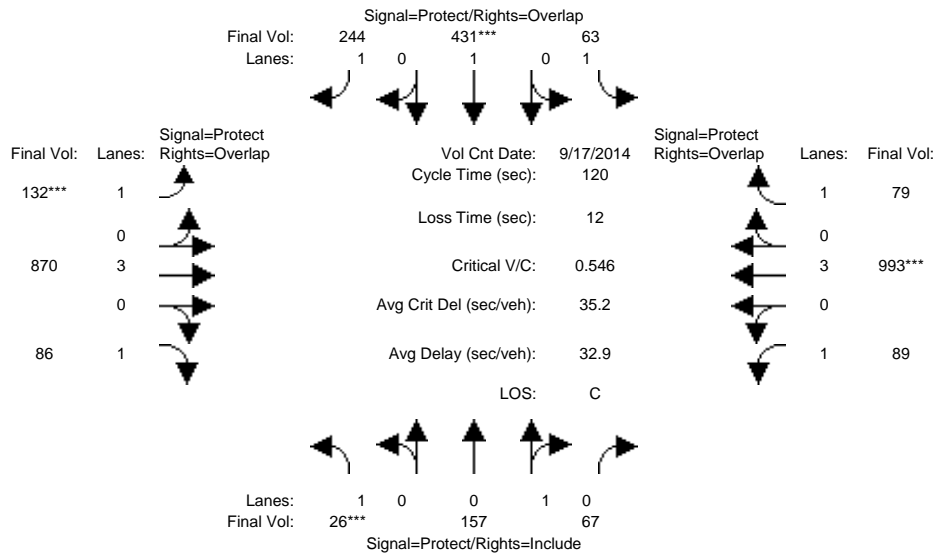 Signal=Protect/Rights=Overlap
Final Vol: 244 431*** 63
Lanes: 1 0 1 0 1
Signal=Protect
Final Vol: Lanes: Rights=Overlap
Vol Cnt Date: 9/17/2014
Signal=Protect
Rights=Overlap Lanes: Final Vol:
Cycle Time (sec): 120
132*** 1
1 79
Loss Time (sec): 12
0
0
870 3
Critical V/C: 0.546
3 993***
0
Avg Crit Del (sec/veh): 35.2
0
86 1
Avg Delay (sec/veh): 32.9
1 89
LOS: C
Lanes: 1 0 0 1 0
Final Vol: 26*** 157 67
Signal=Protect/Rights=Include